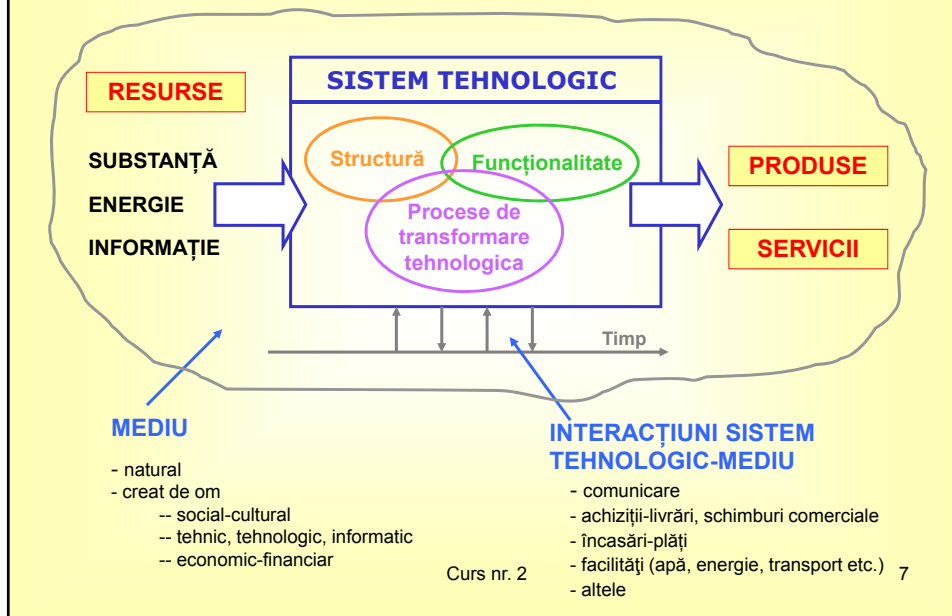 SISTEM TEHNOLOGIC
RESURSE
SUBSTANȚĂ
ENERGIE
INFORMAȚIE
Structură
Funcționalitate
Procese de
transformare
tehnologica
PRODUSE
SERVICII
Timp
MEDIU
- natural
- creat de om
-- social-cultural
-- tehnic, tehnologic, informatic
-- economic-financiar
INTERACȚIUNI SISTEM
TEHNOLOGIC-MEDIU
- comunicare
- achiziții-livrări, schimburi comerciale
- încasări-plăți
- facilităţi (apă, energie, transport etc.)
- altele
Curs nr. 2
7